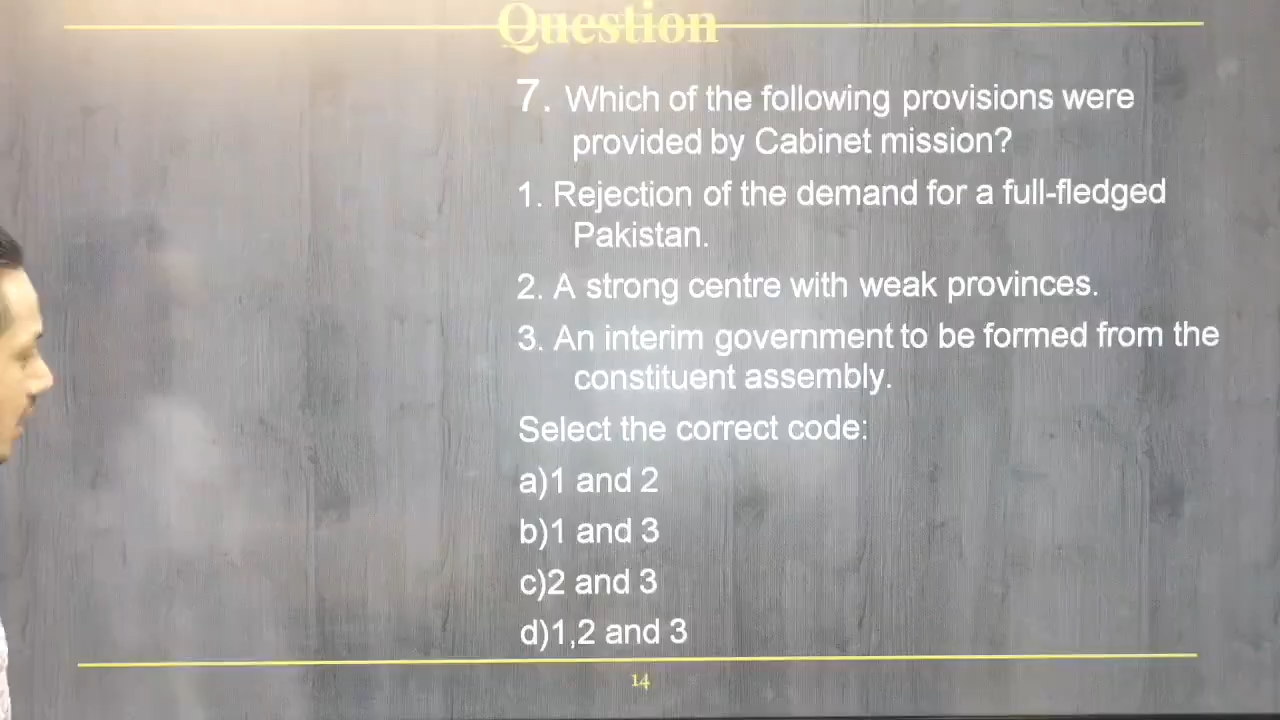 Question
7. Which of the following provisions were
provided by Cabinet mission?
1. Rejection of the demand for a full-fledged
Pakistan.
2. A strong centre with weak provinces.
3. An interim government to be formed from the
constituent assembly.
Select the correct code:
a)1 and 2
b)1 and 3
c)2 and 3
d)1,2 and 3
14